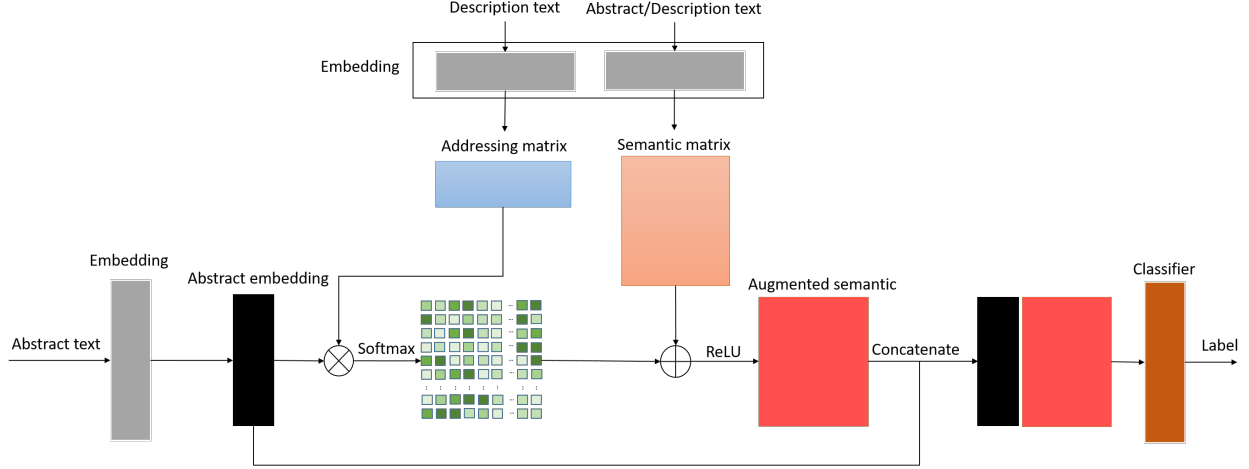 Description text
Abstract/Description text
Embedding
Addressing matrix
Semantic matrix
Embedding
Abstract embedding
Augmented semantic
Classifier
Abstract text
Softmax
ReLU
Concatenate
Label